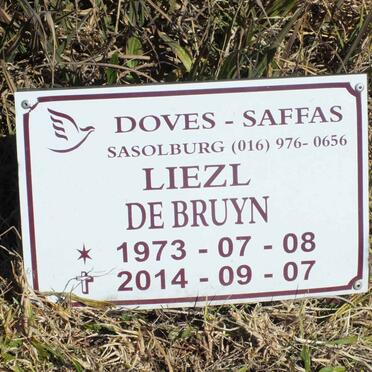 DOVES - SAFFAS
SASOLBURG (016) 976- 0656
LIEZL
DE BRUYN
1973 - 07 - 08
2014 - 09 - 07